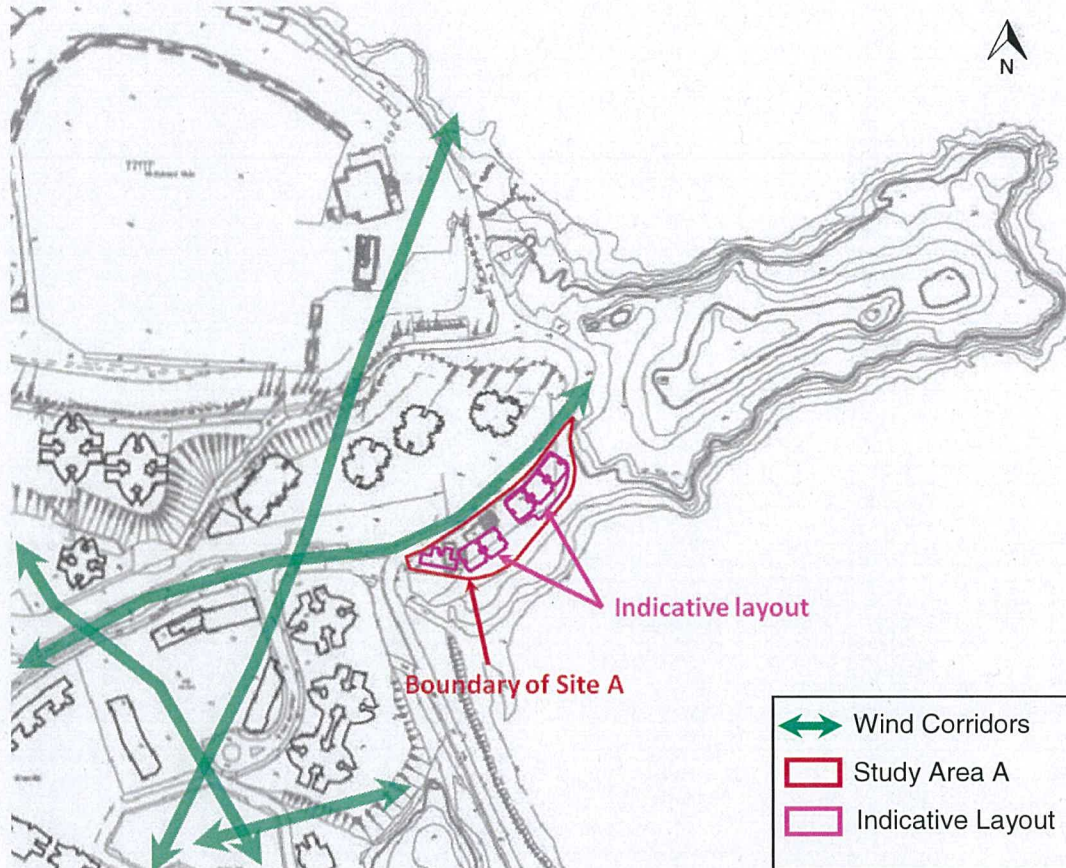 N
Indicative layout
Boundary of Site A
Wind Corridors
Study Area A
Indicative Layout